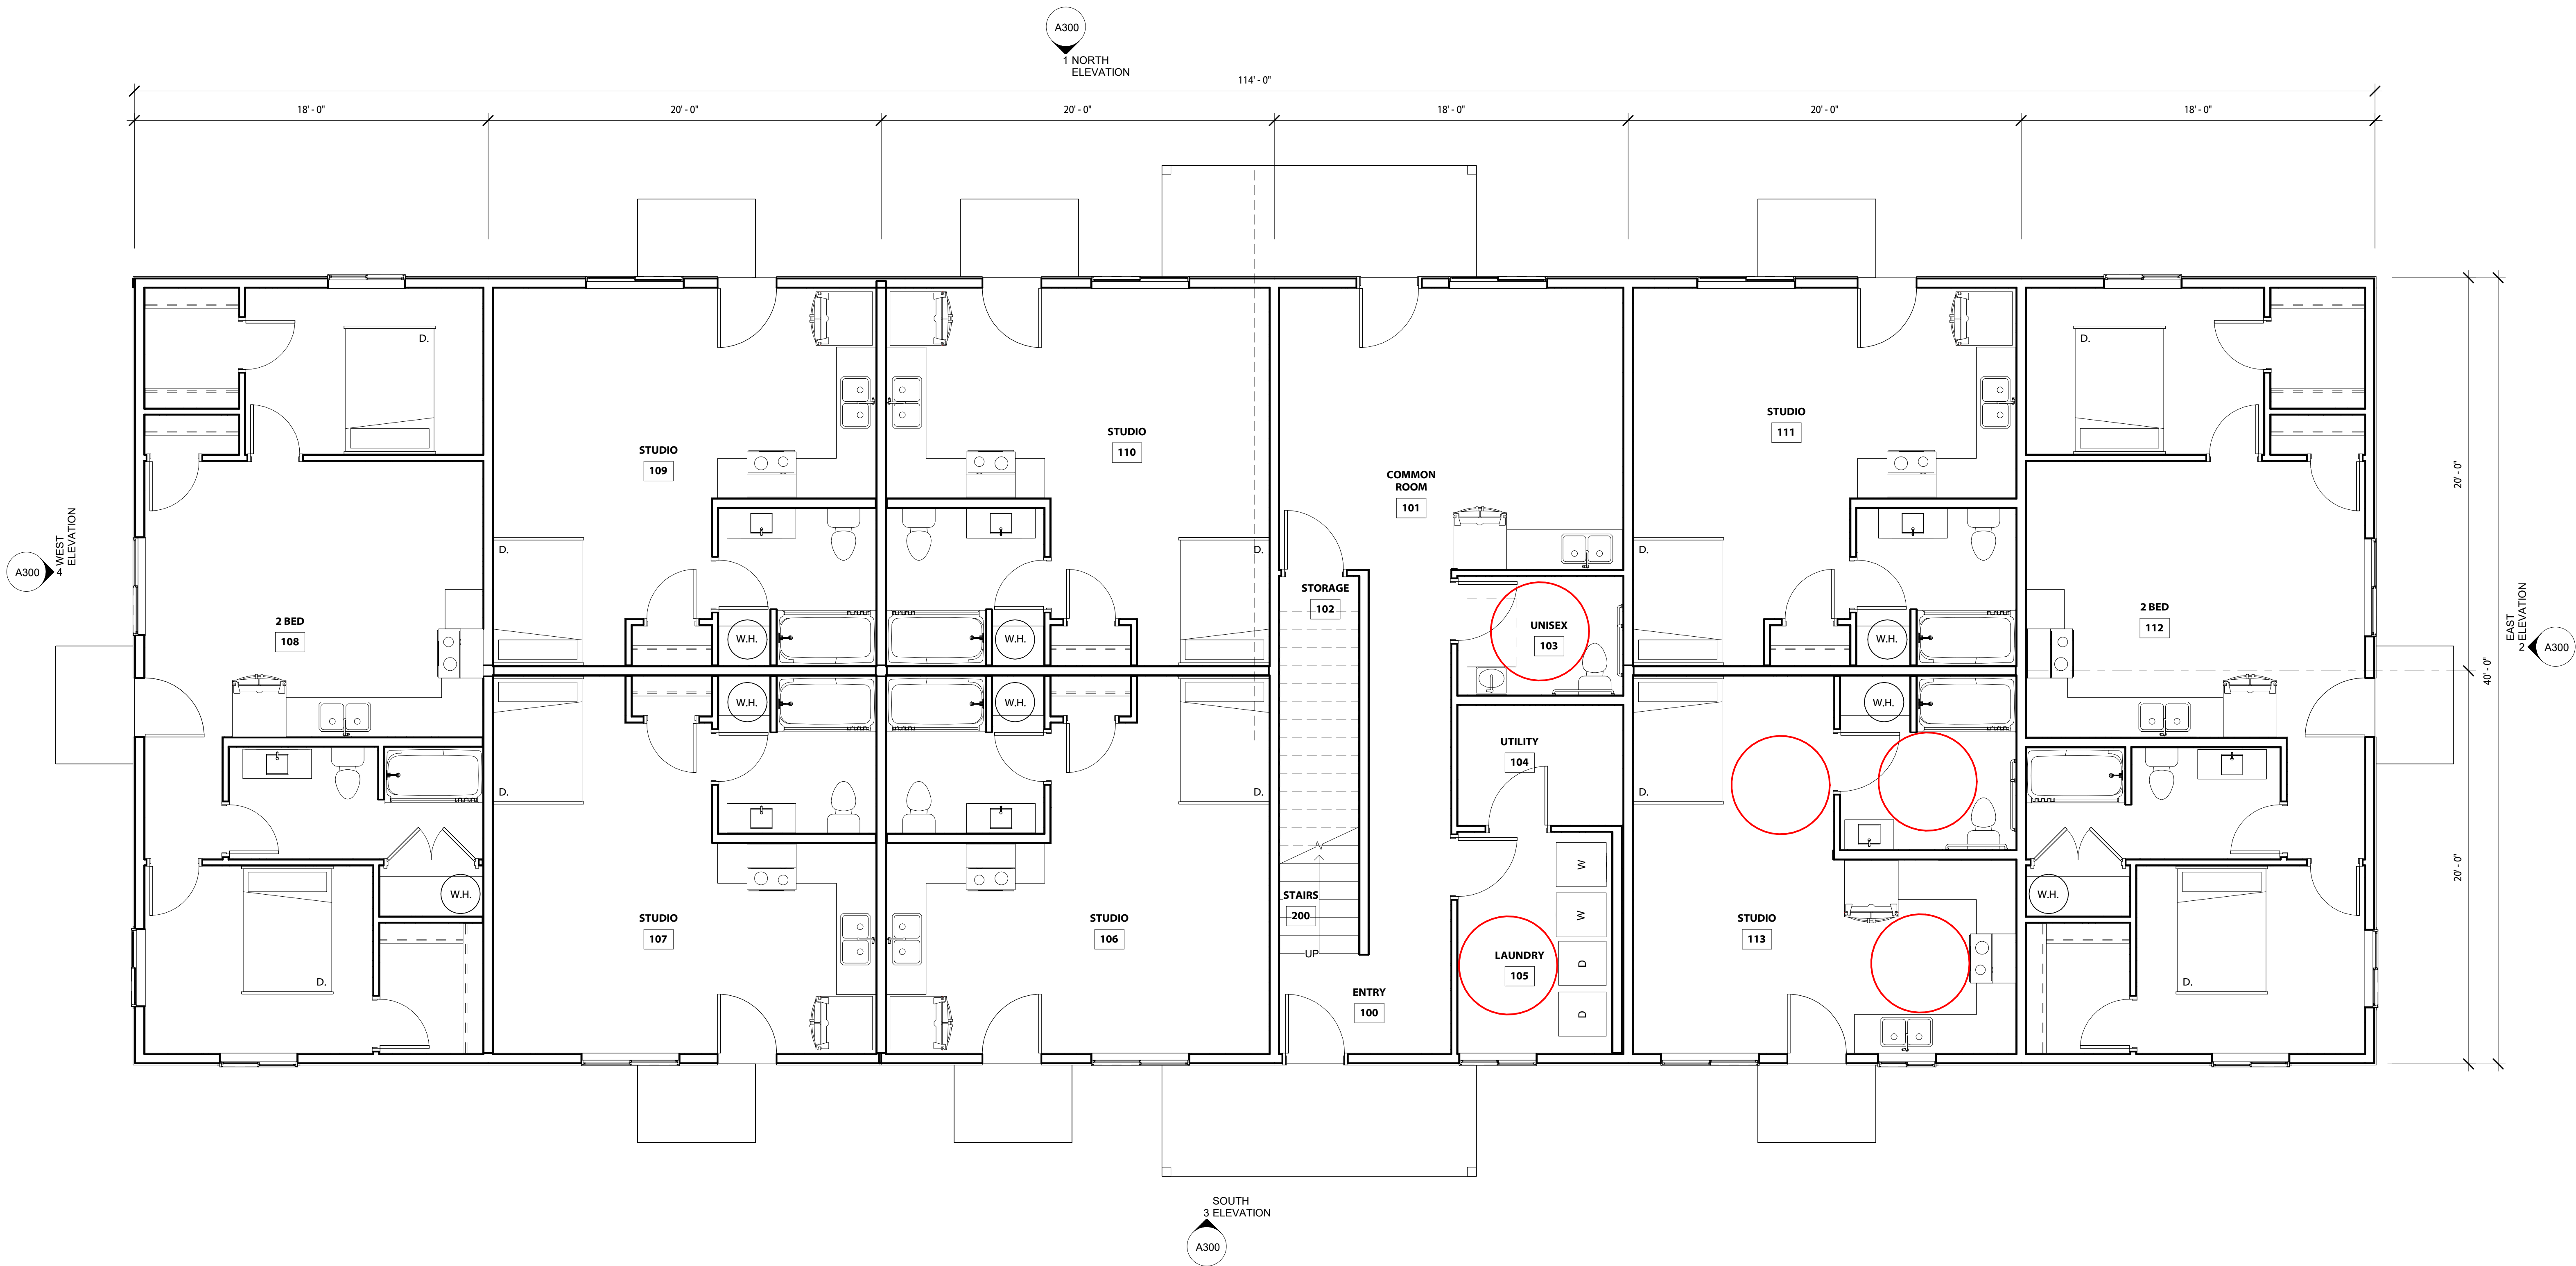 A300
1 NORTH
ELEVATION
114' - 0"
18' - 0"
20' - 0"
20' - 0"
18' - 0"
20' - 0"
18' - 0"
D.
D.
STUDIO
111
STUDIO
110
STUDIO
109
COMMON
ROOM
101
20' - 0"
WEST
ELEVATION
4
A300
D.
D.
D.
STORAGE
102
2 BED
108
W.H.
W.H.
UNISEX
103
W.H.
2 BED
112
EAST
ELEVATION
2
A300
40' - 0"
W.H.
W.H.
W.H.
UTILITY
104
D.
D.
D.
W.H.
W
STAIRS
200
W.H.
W
20' - 0"
STUDIO
107
STUDIO
106
STUDIO
113
UP
LAUNDRY
105
D
D.
D.
ENTRY
100
D
SOUTH
3 ELEVATION
A300